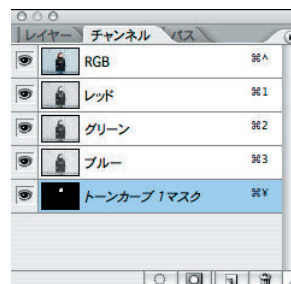 レイヤー チャンネル パス
RGB ⌘^
レッド ⌘1
グリーン ⌘2
ブルー ⌘3
トーンカーブ 1マスク ⌘¥